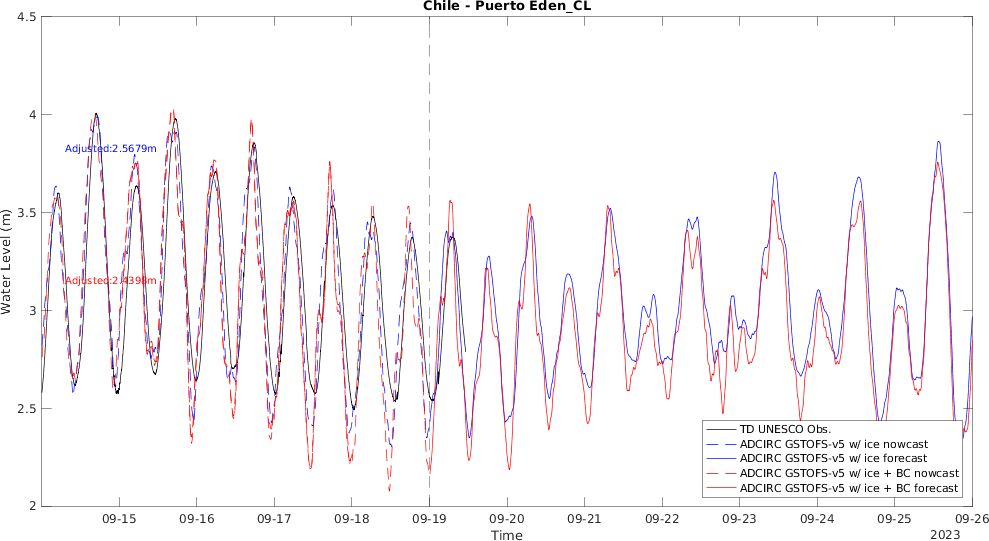 Chile - Puerto Eden_CL
4.5
4
3.5
3
2.5
2
Water Level (m)
Adjusted:2.5679m
Adjusted:2.4398m
TD UNESCO Obs.
ADCIRC GSTOFS-v5 w/ ice nowcast
ADCIRC GSTOFS-v5 w/ ice forecast
ADCIRC GSTOFS-v5 w/ ice + BC nowcast
ADCIRC GSTOFS-v5 w/ ice + BC forecast
09-15 09-16 09-17 09-18 09-19 09-20 09-21 09-22 09-23 09-24 09-25 09-26
Time
2023